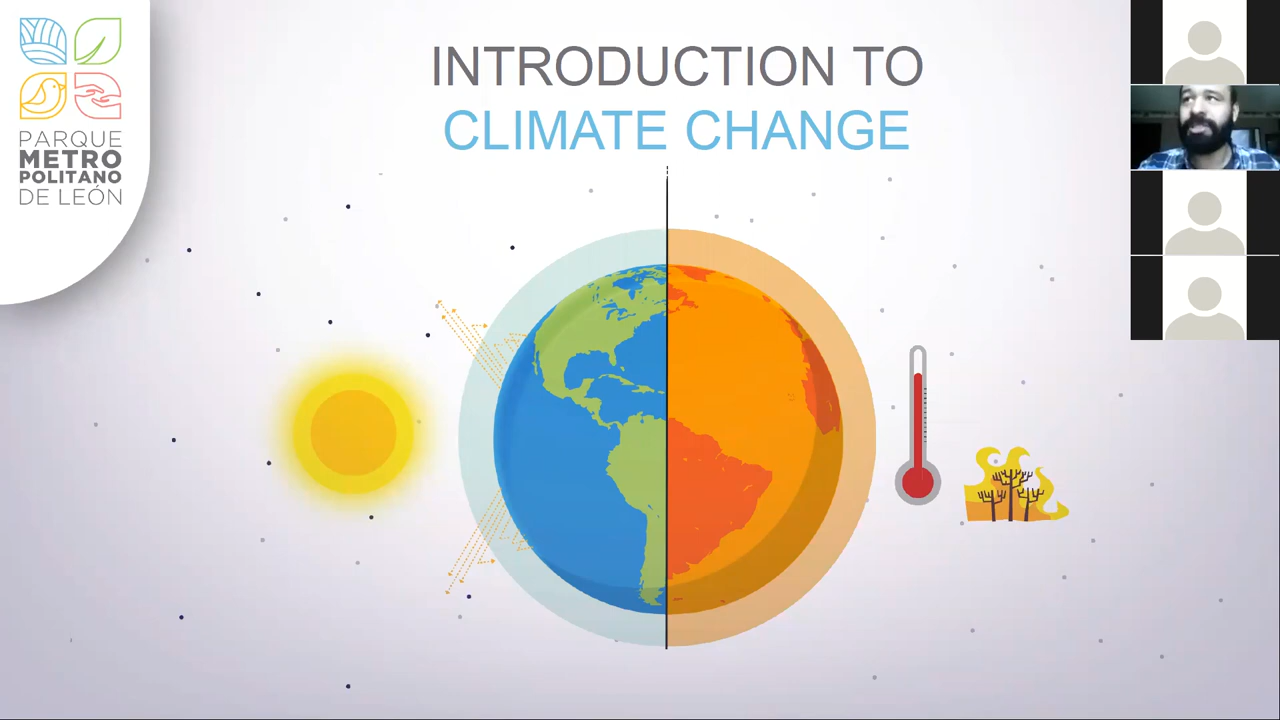 INTRODUCTION TO
CLIMATE CHANGE
PARQUE
METRO
POLITANO
DE LEÓN